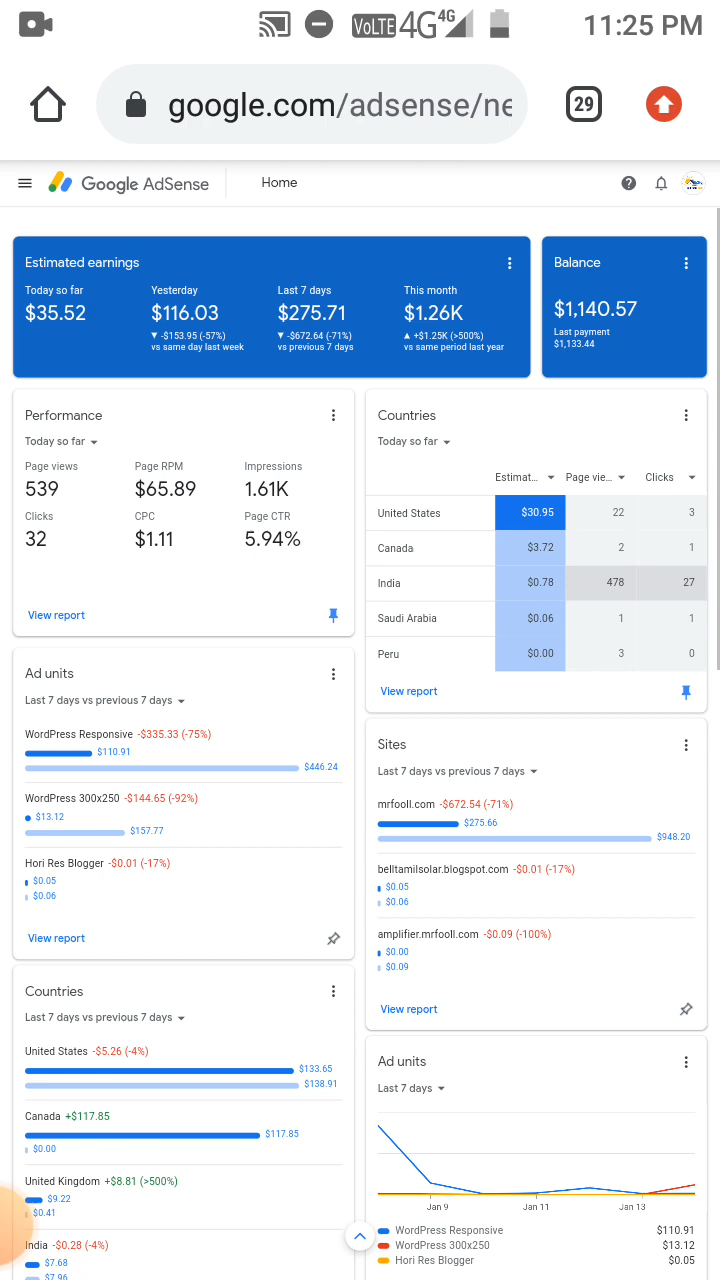 VoLTE 4G 4G 11:25 PM
google.com/adsense/ne
29
Google AdSense
Home
Estimated earnings
Today so far
$35.52
Yesterday
$116.03
-$153.95 (-57%)
vs same day last week
Last 7 days
$275.71
-$672.64 (-71%)
vs previous 7 days
This month
$1.26K
+$1.25K (>500%)
vs same period last year
Balance
$1,140.57
Last payment
$1,133.44
Performance
Today so far
Page views
539
Page RPM
$65.89
Impressions
1.61K
Clicks
32
CPC
$1.11
Page CTR
5.94%
View report
Countries
Today so far
Estimat... Page vie... Clicks
United States $30.95 22 3
Canada $3.72 2 1
India $0.78 478 27
Saudi Arabia $0.06 1 1
Peru $0.00 3 0
View report
Ad units
Last 7 days vs previous 7 days
WordPress Responsive -$335.33 (-75%)
$110.91
$446.24
WordPress 300x250 -$144.65 (-92%)
$13.12
$157.77
Hori Res Blogger -$0.01 (-17%)
$0.05
$0.06
View report
Sites
Last 7 days vs previous 7 days
mrfooll.com -$672.54 (-71%)
$275.66
$948.20
belltamilsolar.blogspot.com -$0.01 (-17%)
$0.05
$0.06
amplifier.mrfooll.com -$0.09 (-100%)
$0.00
$0.09
View report
Countries
Last 7 days vs previous 7 days
United States -$5.26 (-4%)
$133.65
$138.91
Canada +$117.85
$117.85
$0.00
United Kingdom +$8.81 (>500%)
$9.22
$0.41
India -$0.28 (-4%)
$7.68
$7.96
Ad units
Last 7 days
Jan 9 Jan 11 Jan 13
WordPress Responsive $110.91
WordPress 300x250 $13.12
Hori Res Blogger $0.05